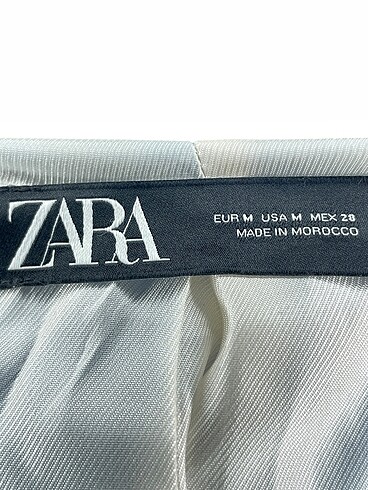 ZARA
EUR M USA M MEX 28
MADE IN MOROCCO